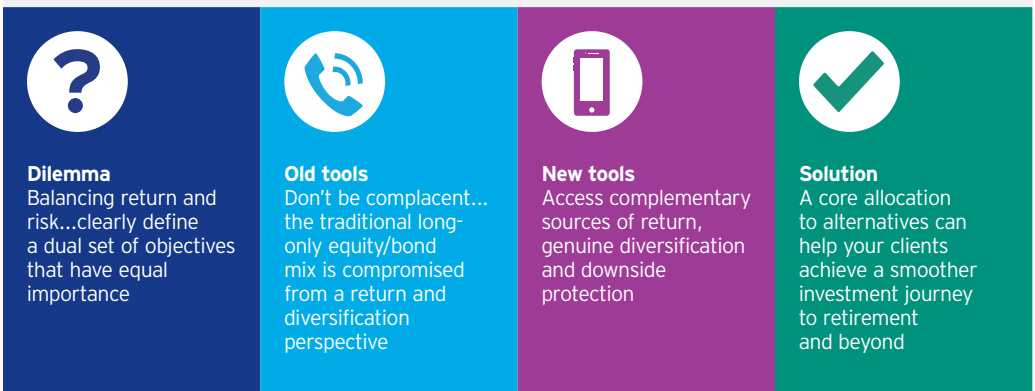 Dilemma
Balancing return and
risk...clearly define
a dual set of objectives
that have equal
importance
Old tools
Don't be complacent...
the traditional long-
only equity/bond
mix is compromised
from a return and
diversification
perspective
New tools
Access complementary
sources of return,
genuine diversification
and downside
protection
Solution
A core allocation
to alternatives can
help your clients
achieve a smoother
investment journey
to retirement
and beyond